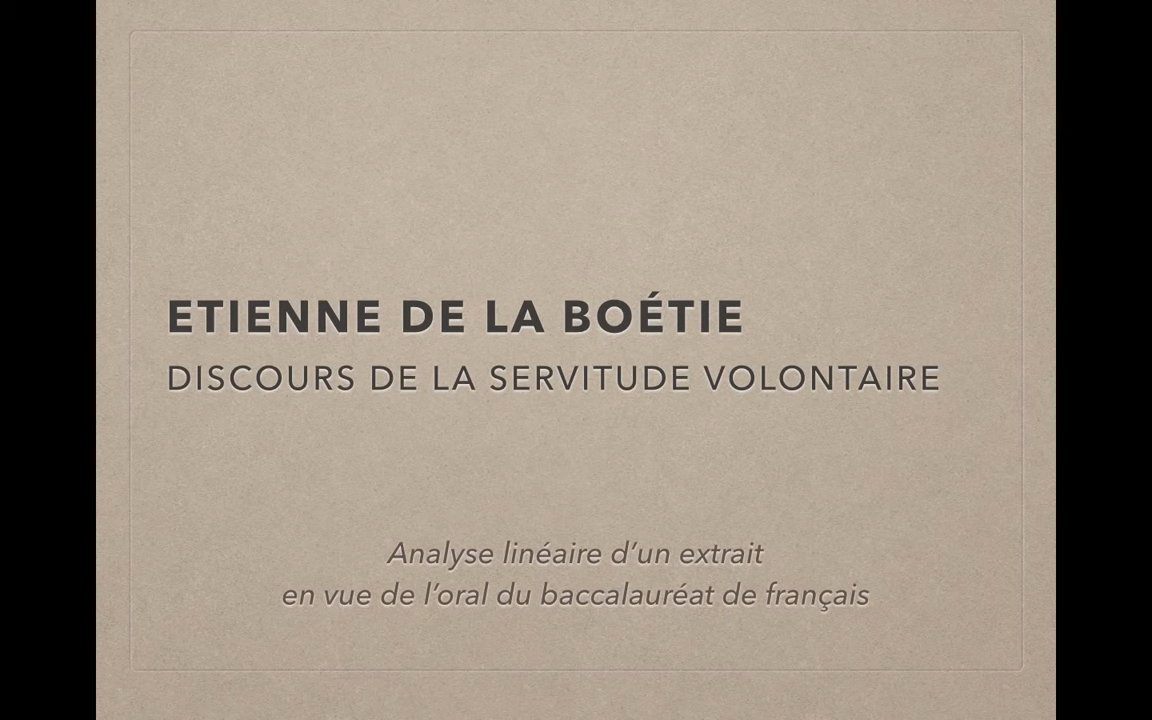 ETIENNE DE LA BOÉTIE
DISCOURS DE LA SERVITUDE VOLONTAIRE
Analyse linéaire d’un extrait
en vue de l’oral du baccalauréat de français